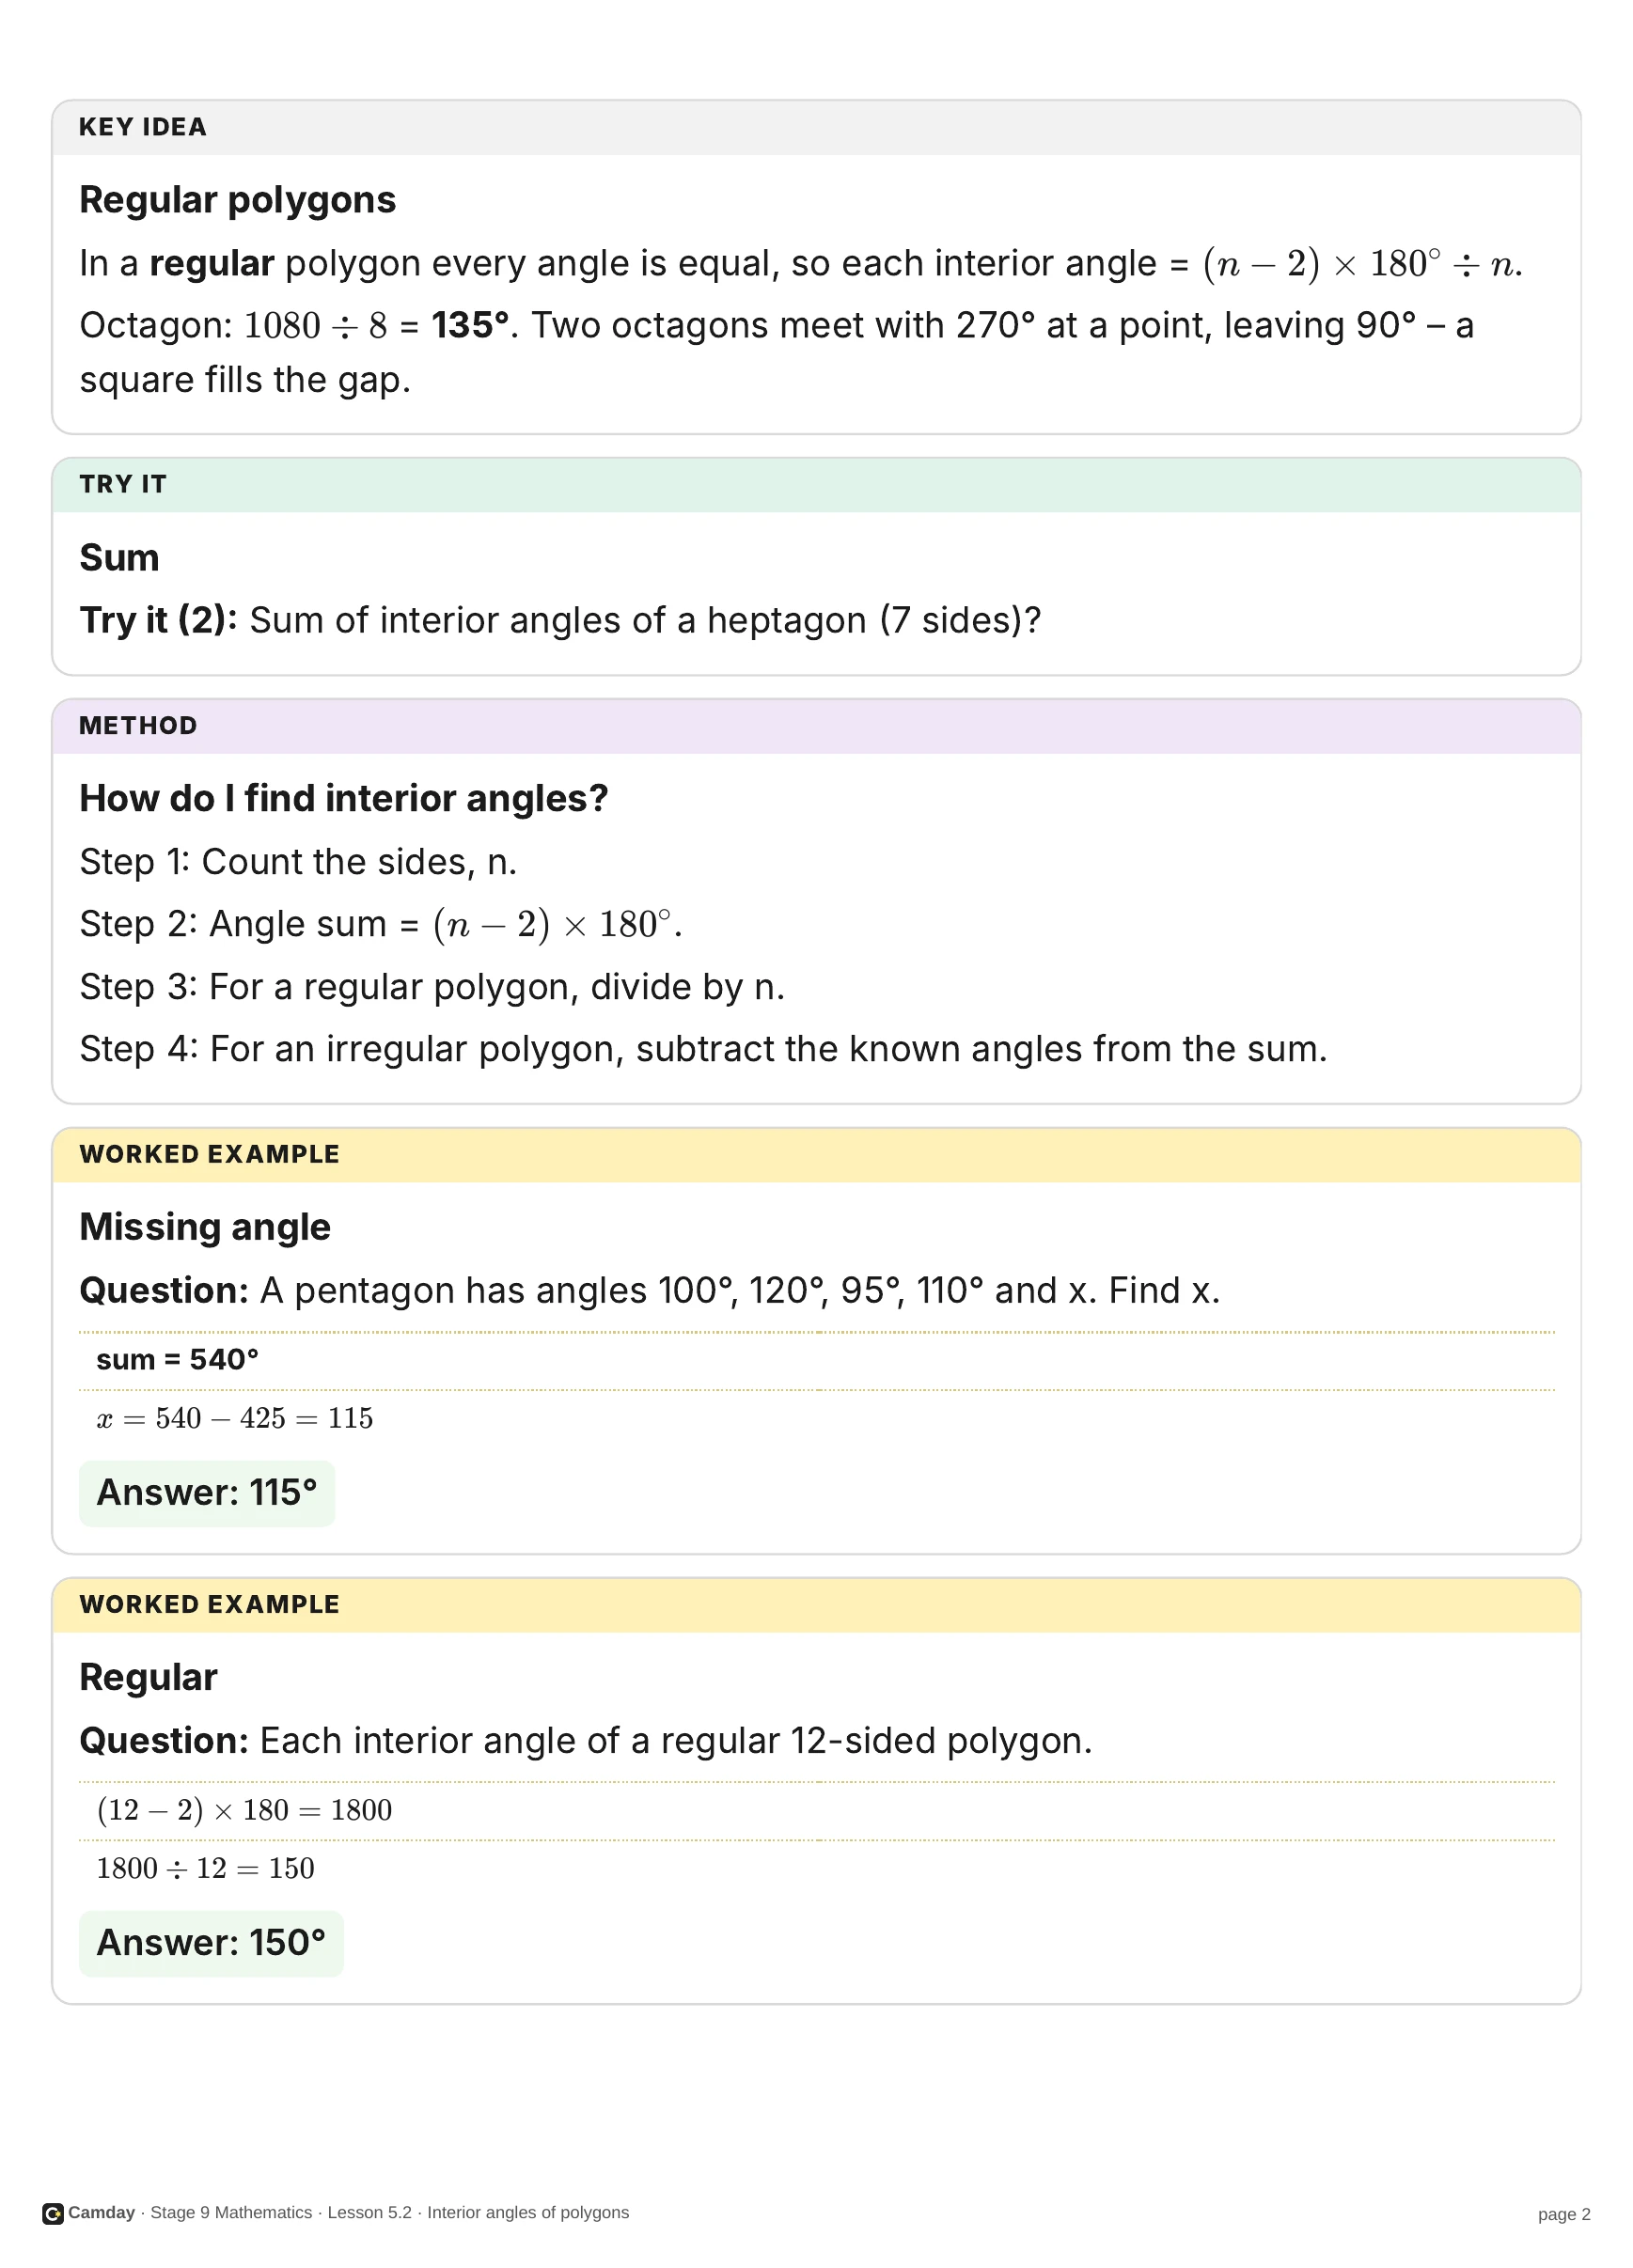 KEY IDEA
Regular polygons
In a regular polygon every angle is equal, so each interior angle = (n − 2) × 180° ÷ n.
Octagon: 1080 ÷ 8 = 135°. Two octagons meet with 270° at a point, leaving 90° – a
square fills the gap.
TRY IT
Sum
Try it (2): Sum of interior angles of a heptagon (7 sides)?
METHOD
How do I find interior angles?
Step 1: Count the sides, n.
Step 2: Angle sum = (n − 2) × 180°.
Step 3: For a regular polygon, divide by n.
Step 4: For an irregular polygon, subtract the known angles from the sum.
WORKED EXAMPLE
Missing angle
Question: A pentagon has angles 100°, 120°, 95°, 110° and x. Find x.
sum = 540°
x = 540 − 425 = 115
Answer: 115°
WORKED EXAMPLE
Regular
Question: Each interior angle of a regular 12-sided polygon.
(12 − 2) × 180 = 1800
1800 ÷ 12 = 150
Answer: 150°
Camday · Stage 9 Mathematics · Lesson 5.2 · Interior angles of polygons
page 2